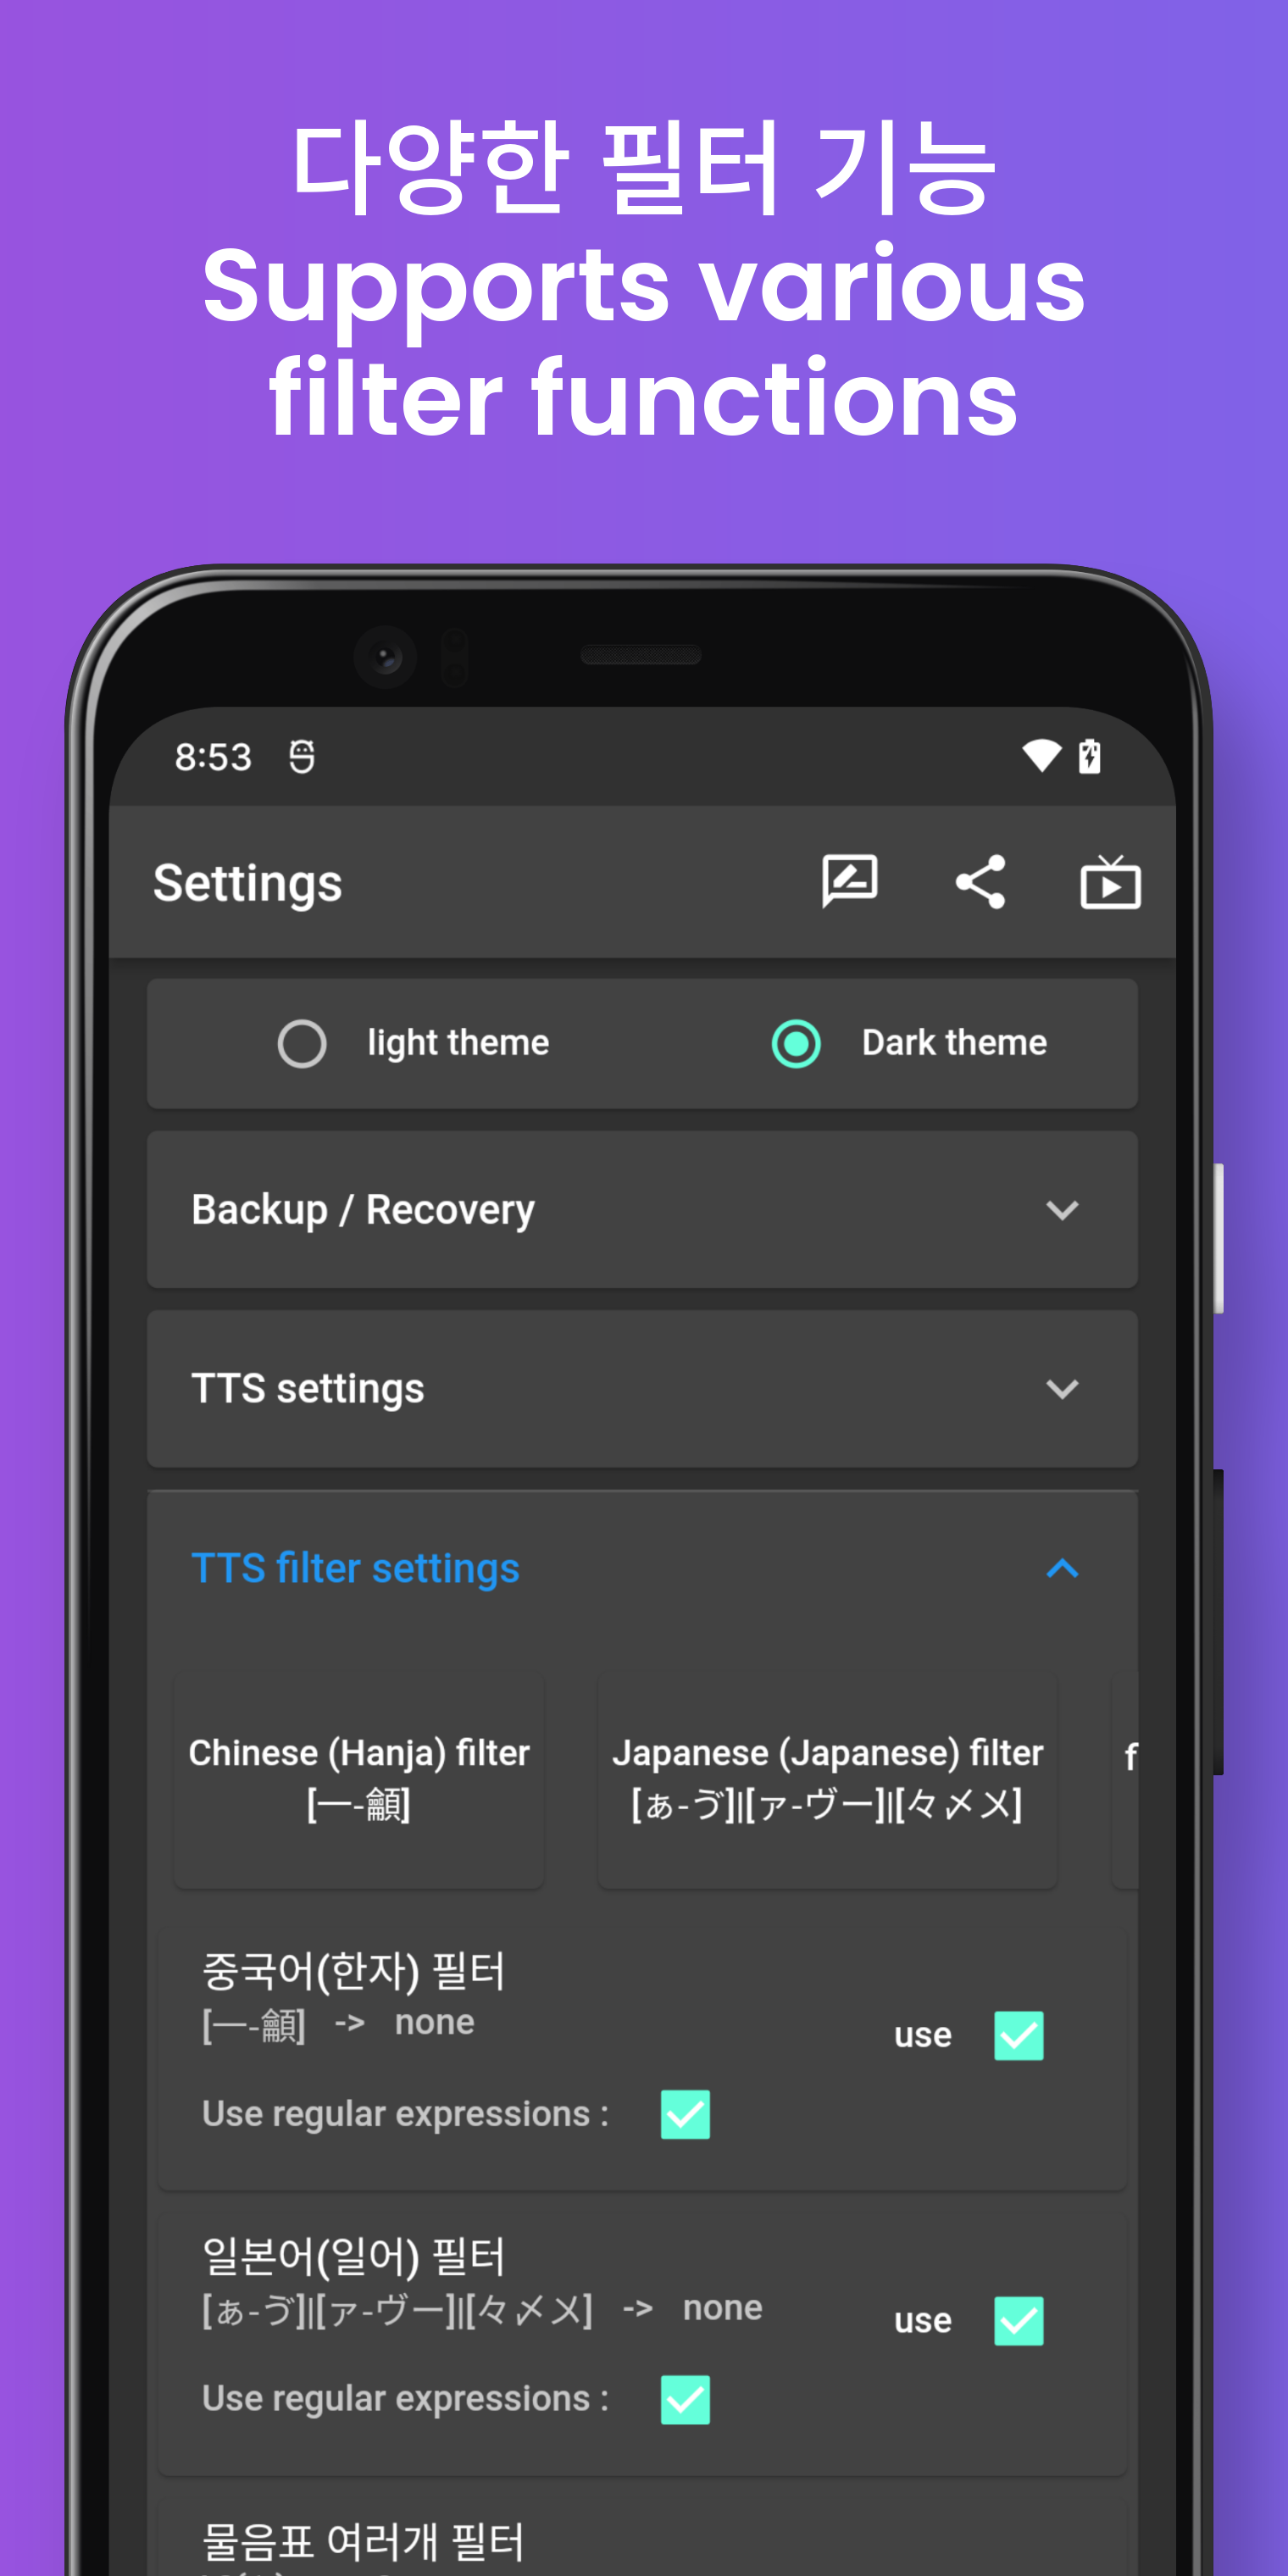 다양한 필터 기능
Supports various
filter functions
8:53
Settings
light theme
Dark theme
Backup / Recovery
TTS settings
TTS filter settings
Chinese (Hanja) filter
[一-龥]
Japanese (Japanese) filter
[ぁ-ゔ]|[ァ-ヴー]|[々〆〤]
f
중국어(한자) 필터
[一-龥] -> none
use
Use regular expressions :
일본어(일어) 필터
[ぁ-ゔ]|[ァ-ヴー]|[々〆〤] -> none
use
Use regular expressions :
물음표 여러개 필터